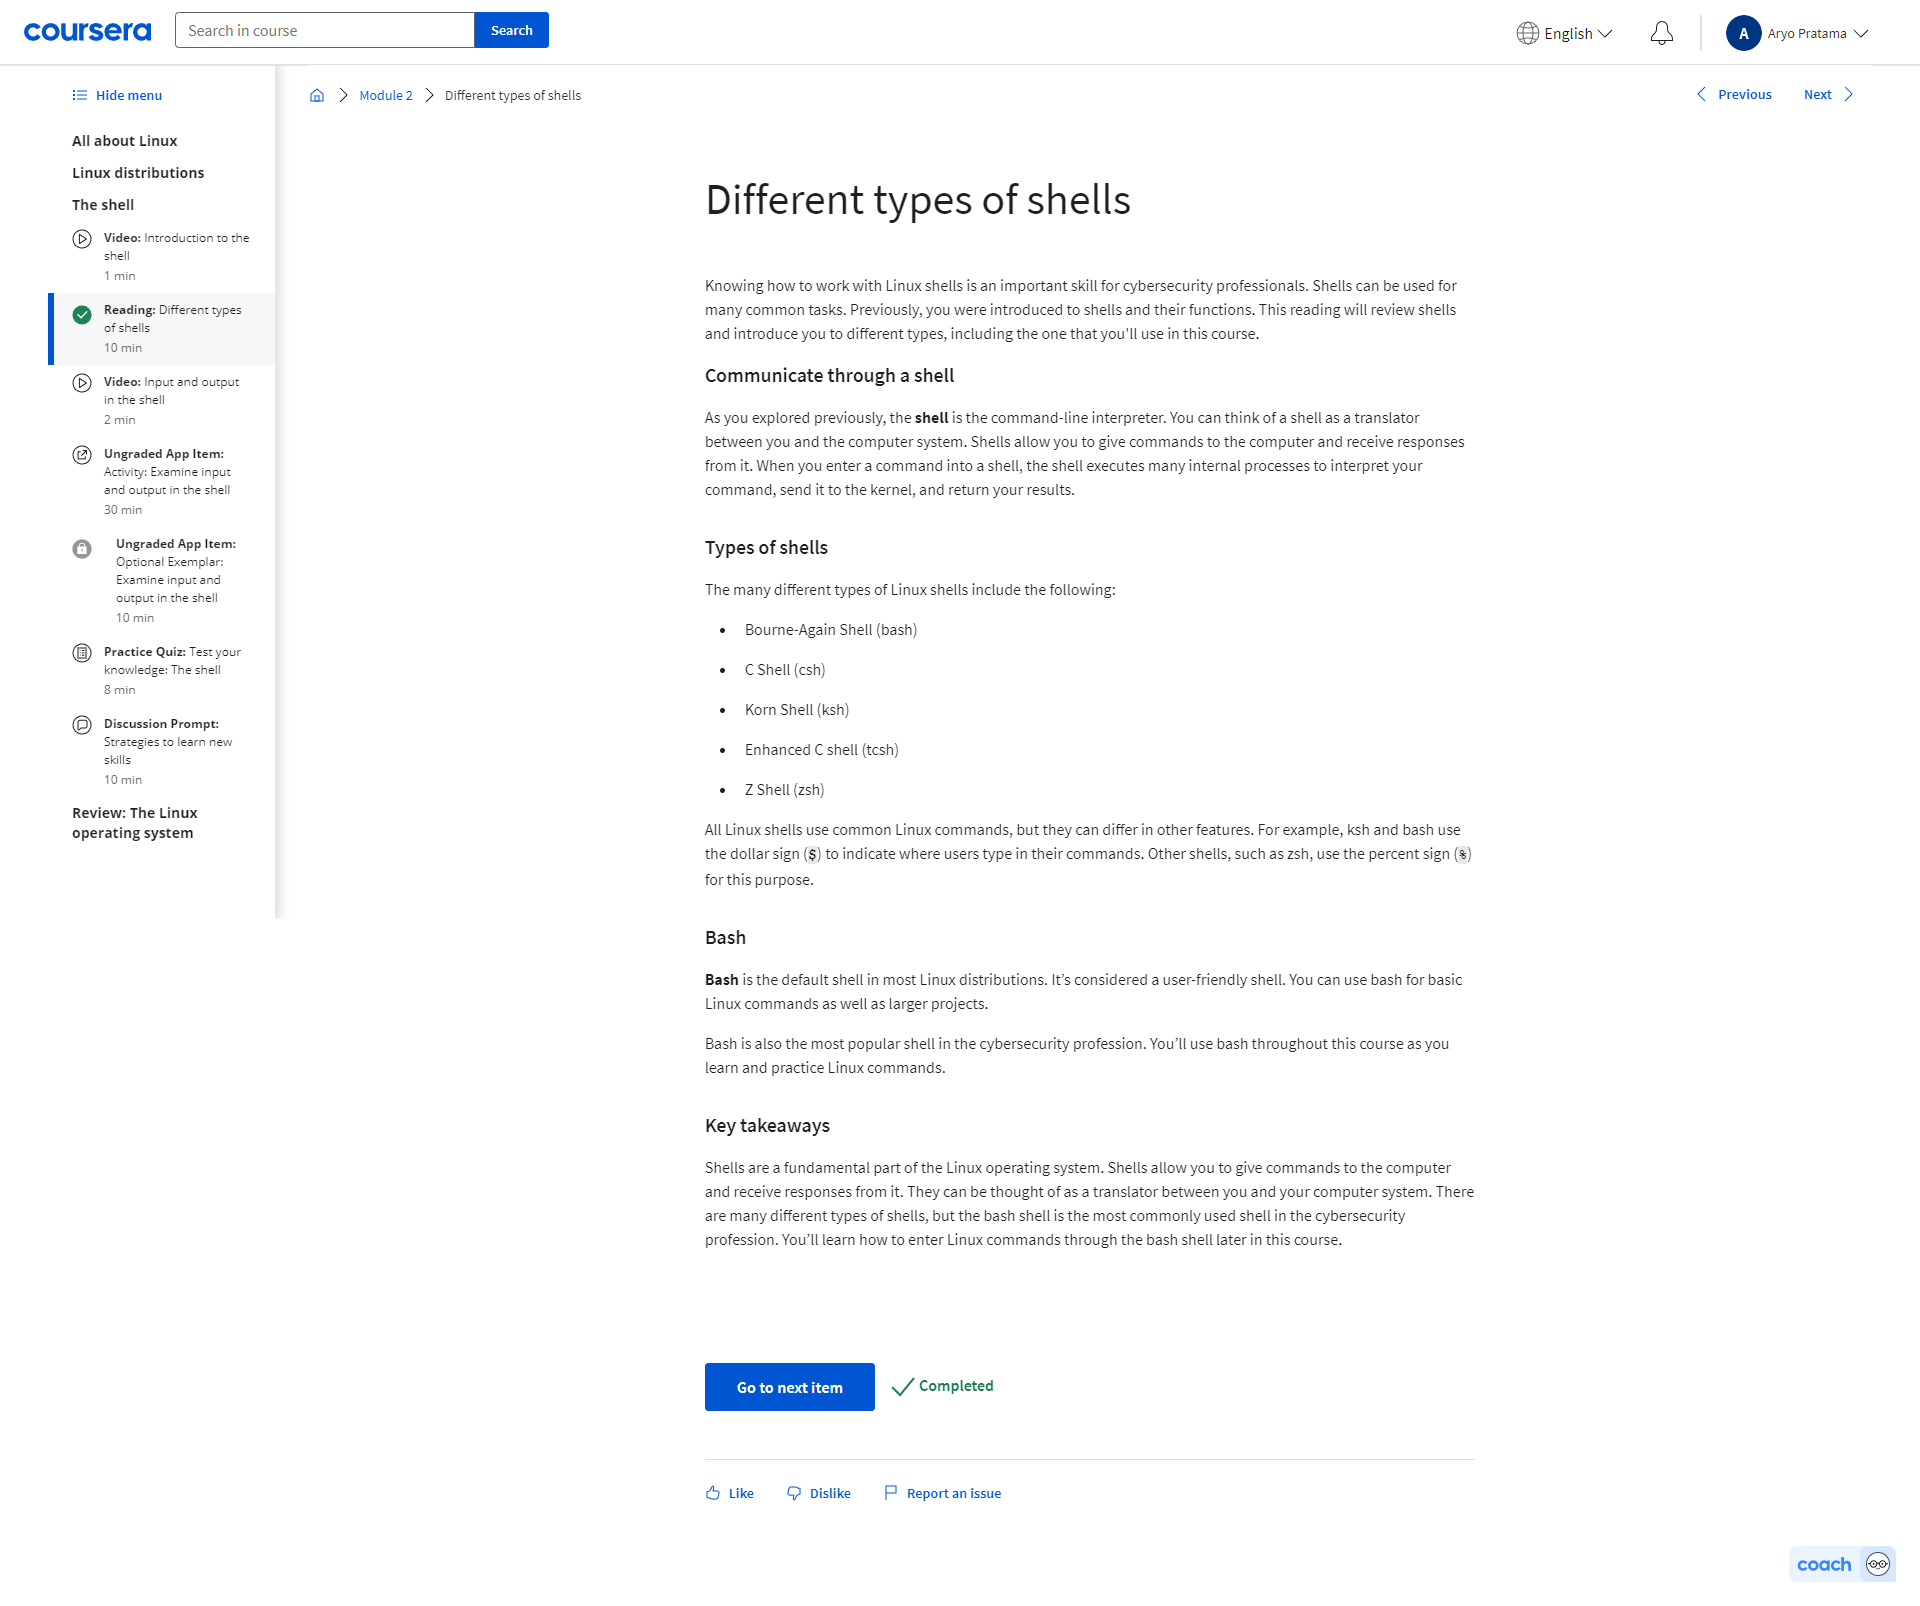 coursera
Search in course
Search
English
A
Aryo Pratama
Hide menu
All about Linux
Linux distributions
The shell
Video: Introduction to the
shell
1 min
Reading: Different types
of shells
10 min
Video: Input and output
in the shell
2 min
Ungraded App Item:
Activity: Examine input
and output in the shell
30 min
Ungraded App Item:
Optional Exemplar:
Examine input and
output in the shell
10 min
Practice Quiz: Test your
knowledge: The shell
8 min
Discussion Prompt:
Strategies to learn new
skills
10 min
Review: The Linux
operating system
Module 2
Different types of shells
Previous
Next
Different types of shells
Knowing how to work with Linux shells is an important skill for cybersecurity professionals. Shells can be used for
many common tasks. Previously, you were introduced to shells and their functions. This reading will review shells
and introduce you to different types, including the one that you'll use in this course.
Communicate through a shell
As you explored previously, the shell is the command-line interpreter. You can think of a shell as a translator
between you and the computer system. Shells allow you to give commands to the computer and receive responses
from it. When you enter a command into a shell, the shell executes many internal processes to interpret your
command, send it to the kernel, and return your results.
Types of shells
The many different types of Linux shells include the following:
• Bourne-Again Shell (bash)
• C Shell (csh)
• Korn Shell (ksh)
• Enhanced C shell (tcsh)
• Z Shell (zsh)
All Linux shells use common Linux commands, but they can differ in other features. For example, ksh and bash use
the dollar sign ($) to indicate where users type in their commands. Other shells, such as zsh, use the percent sign (%)
for this purpose.
Bash
Bash is the default shell in most Linux distributions. It’s considered a user-friendly shell. You can use bash for basic
Linux commands as well as larger projects.
Bash is also the most popular shell in the cybersecurity profession. You’ll use bash throughout this course as you
learn and practice Linux commands.
Key takeaways
Shells are a fundamental part of the Linux operating system. Shells allow you to give commands to the computer
and receive responses from it. They can be thought of as a translator between you and your computer system. There
are many different types of shells, but the bash shell is the most commonly used shell in the cybersecurity
profession. You’ll learn how to enter Linux commands through the bash shell later in this course.
Go to next item
Completed
Like
Dislike
Report an issue
coach